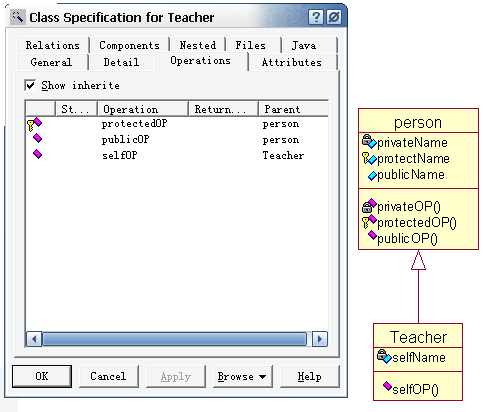 Class Specification for Teacher
Relations Components Nested Files Java
General Detail Operations Attributes
Show inherite
St... Operation Return... Parent
protectedOP person
publicOP person
selfOP Teacher
OK Cancel Apply Browse Help
person
privateName
protectName
publicName
privateOP()
protectedOP()
publicOP()
Teacher
selfName
selfOP()